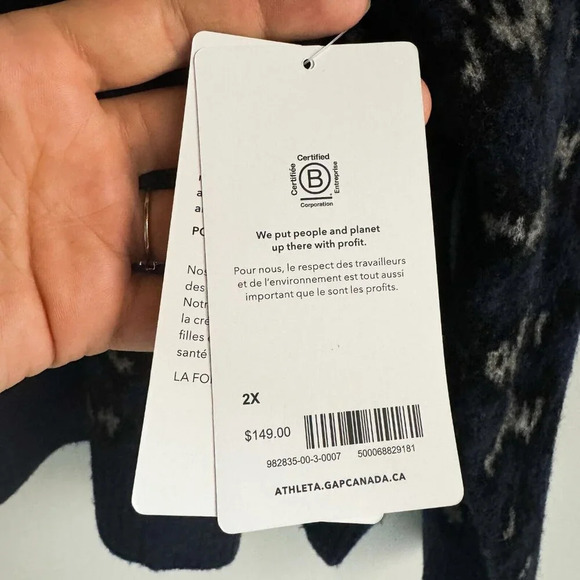 Certified
Certifiée
B
Entreprise
Corporation
We put people and planet
up there with profit.
Pour nous, le respect des travailleurs
et de l'environnement est tout aussi
important que le sont les profits.
2X
$149.00
982835-00-3-0007 500068829181
ATHLETA.GAPCANADA.CA
PO
Nos
des
Notr
la cré
filles
santé
LA FO